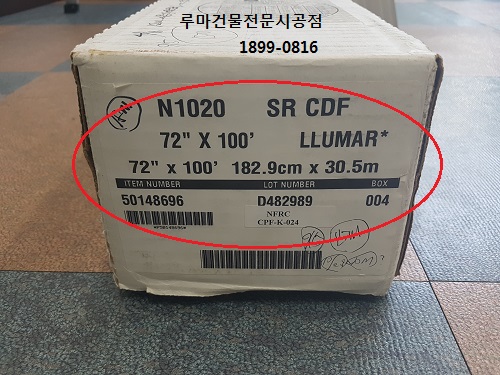 루마건물전문시공점
1899-0816
N1020 SR CDF
72" X 100' LLUMAR*
72" x 100' 182.9cm x 30.5m
ITEM NUMBER LOT NUMBER BOX
50148696 D482989 004
NFRC
CPF-K-024